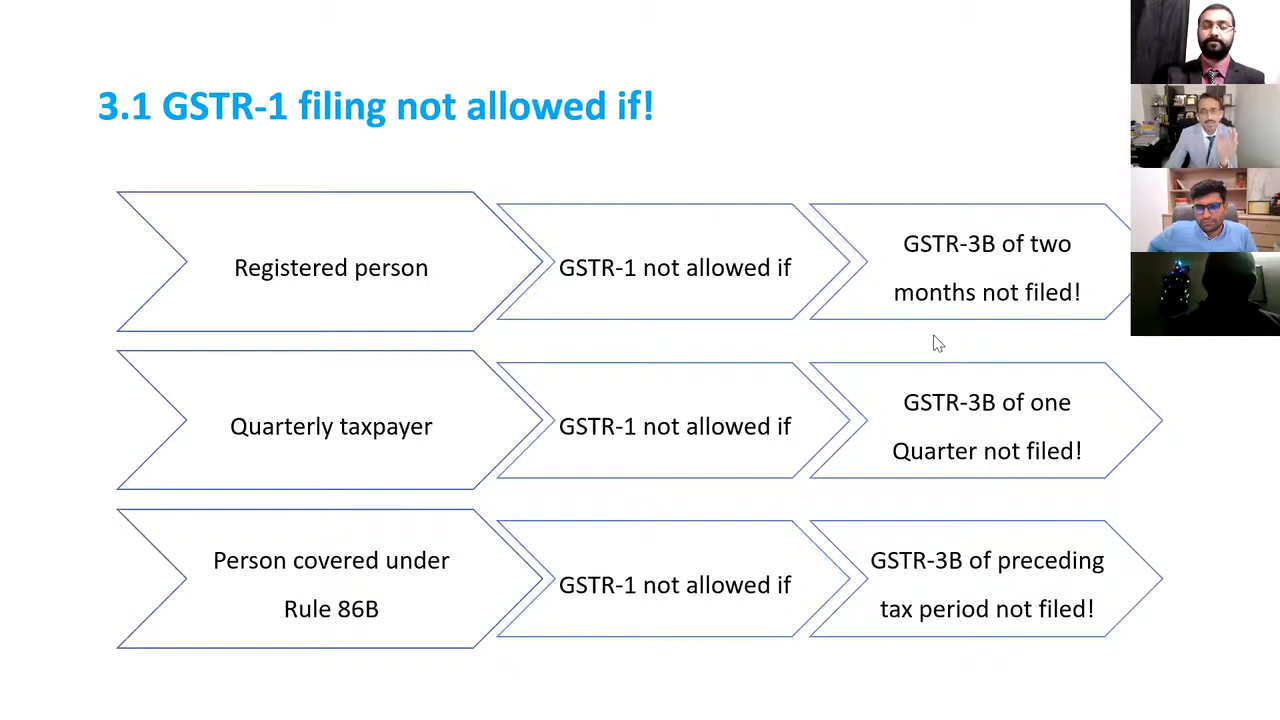 3.1 GSTR-1 filing not allowed if!
Registered person
GSTR-1 not allowed if
GSTR-3B of two
months not filed!
Quarterly taxpayer
GSTR-1 not allowed if
GSTR-3B of one
Quarter not filed!
Person covered under
Rule 86B
GSTR-1 not allowed if
GSTR-3B of preceding
tax period not filed!